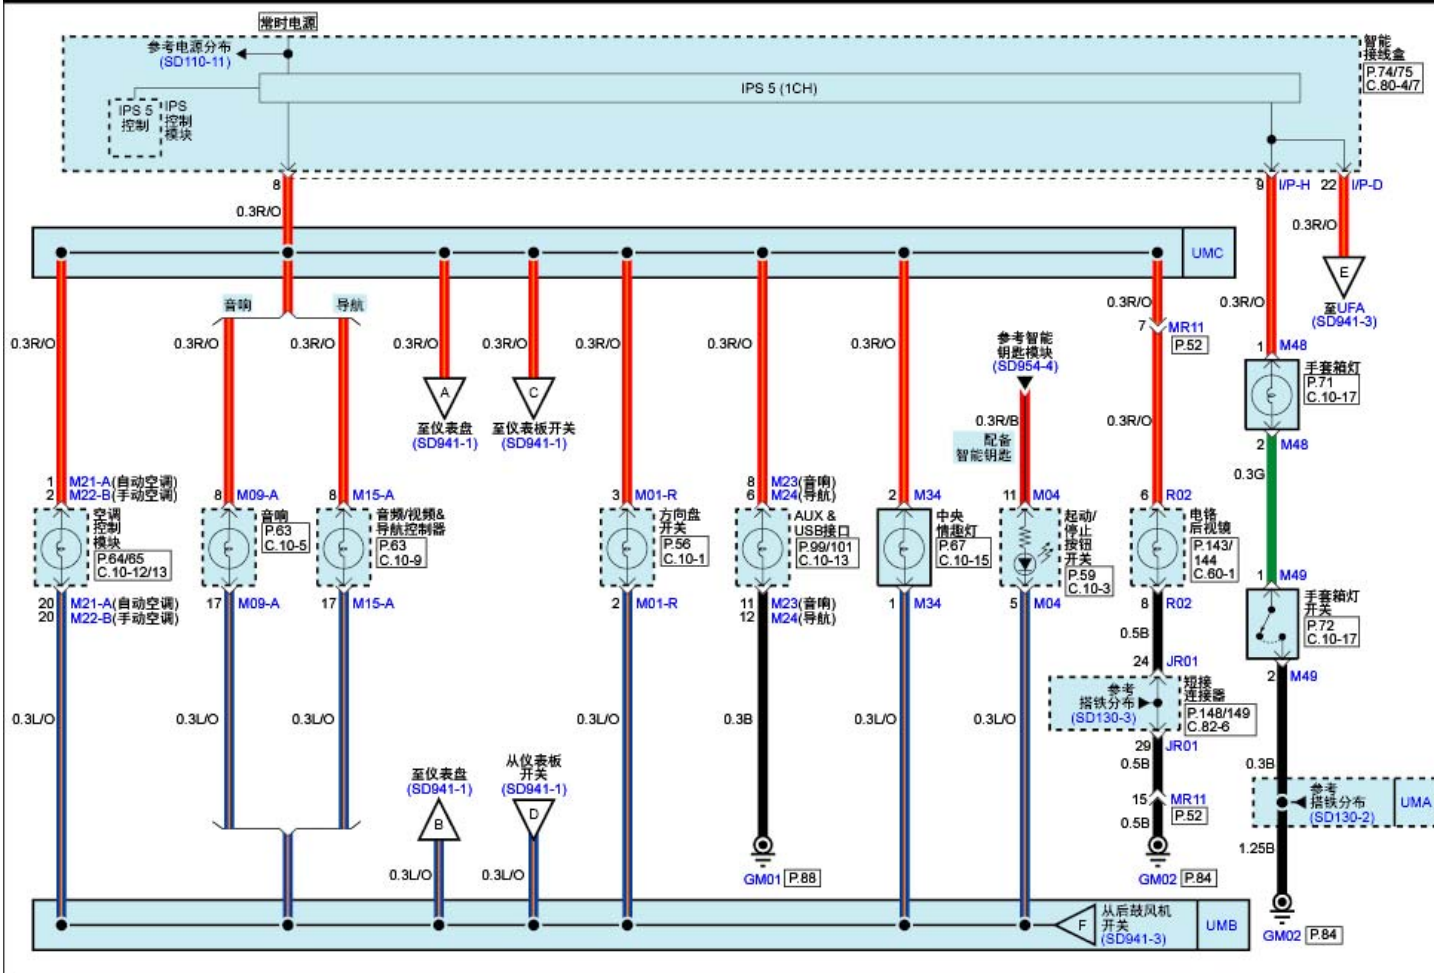 常时电源
参考电源分布
(SD110-11)
智能
接线盒
P.74/75
C.80-4/7
IPS 5 (1CH)
IPS 5
控制
IPS
控制
模块
8
9
I/P-H
22
I/P-D
0.3R/O
0.3R/O
UMC
E
至UFA
(SD941-3)
音响
导航
0.3R/O
0.3R/O
7
MR11
P.52
参考智能
钥匙模块
(SD954-4)
0.3R/O
0.3R/O
0.3R/O
0.3R/O
0.3R/O
0.3R/O
0.3R/O
0.3R/O
1
M48
手套箱灯
P.71
C.10-17
A
C
至仪表盘
(SD941-1)
至仪表板开关
(SD941-1)
0.3R/B
0.3R/O
配备
智能钥匙
2
M48
0.3G
1
M21-A(自动空调)
2
M22-B(手动空调)
8
M09-A
8
M15-A
3
M01-R
8
M23(音响)
6
M24(导航)
2
M34
11
M04
6
R02
空调
控制
模块
P.64/65
C.10-12/13
音响
P.63
C.10-5
音频/视频&
导航控制器
P.63
C.10-9
方向盘
开关
P.56
C.10-1
AUX &
USB接口
P.99/101
C.10-13
中央
情趣灯
P.67
C.10-15
起动/
停止
按钮
开关
P.59
C.10-3
电铬
后视镜
P.143/
144
C.60-1
1
M49
手套箱灯
开关
P.72
C.10-17
2
M49
20
M21-A(自动空调)
20
M22-B(手动空调)
17
M09-A
17
M15-A
2
M01-R
11
M23(音响)
12
M24(导航)
1
M34
5
M04
8
R02
0.5B
24
JR01
参考
搭铁分布
(SD130-3)
短接
连接器
P.148/149
C.82-6
0.3L/O
0.3L/O
0.3L/O
0.3L/O
0.3B
0.3L/O
0.3L/O
29
JR01
0.5B
0.3B
至仪表盘
(SD941-1)
从仪表板
开关
(SD941-1)
B
D
15
MR11
P.52
0.5B
参考
搭铁分布
(SD130-2)
UMA
1.25B
0.3L/O
0.3L/O
GM01
P.88
GM02
P.84
F
从后鼓风机
开关
(SD941-3)
UMB
GM02
P.84